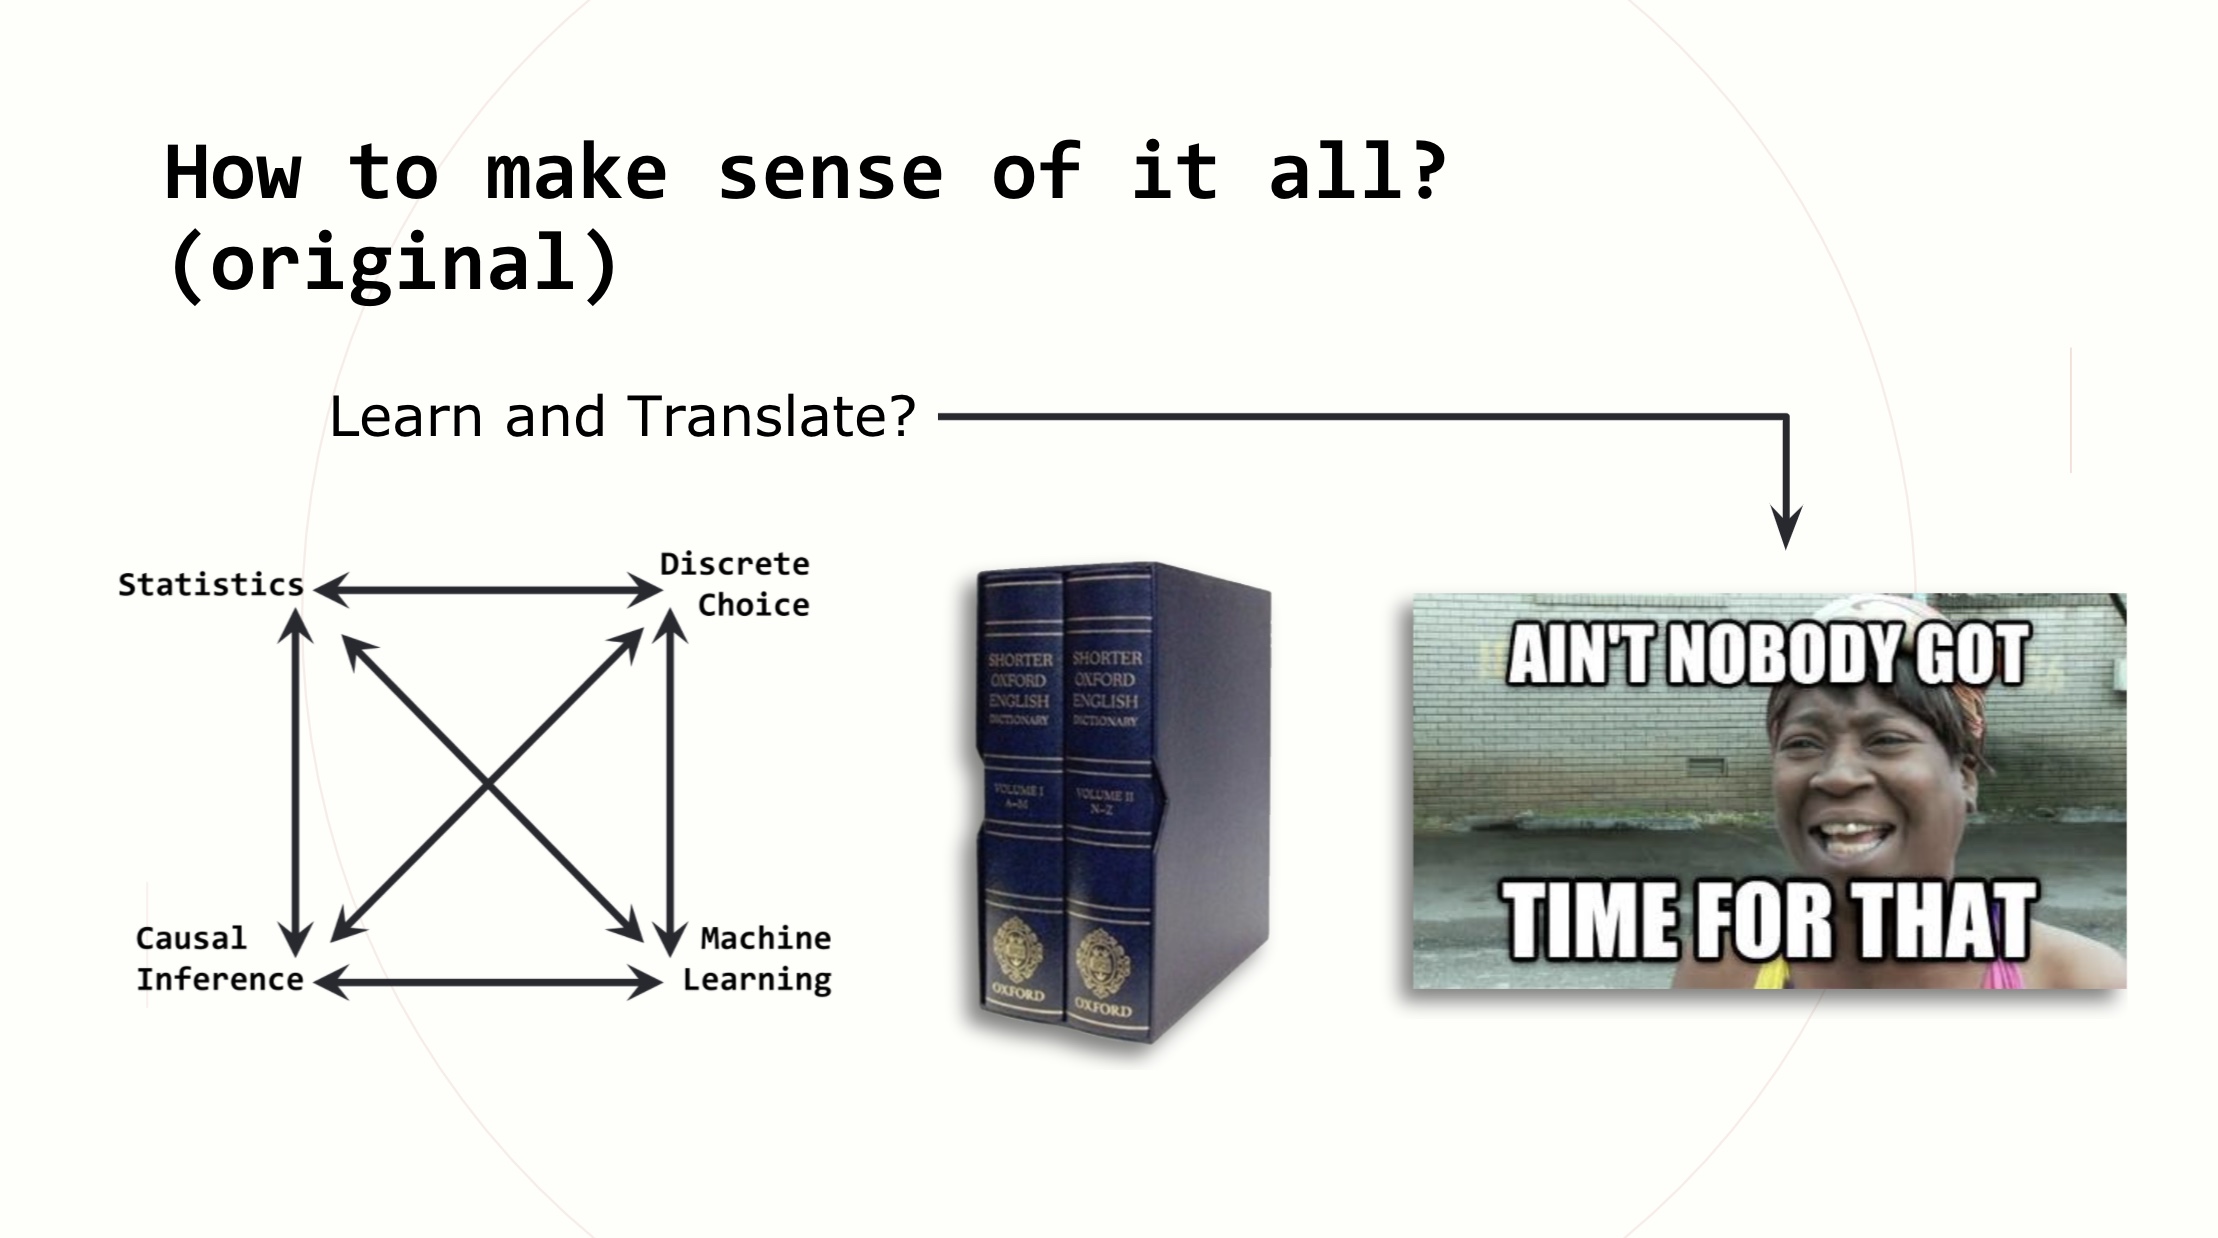 How to make sense of it all?
(original)
Learn and Translate?
Statistics
Discrete
Choice
Causal
Inference
Machine
Learning
SHORTER
OXFORD
ENGLISH
DICTIONARY
VOLUME I
A–M
OXFORD
SHORTER
OXFORD
ENGLISH
DICTIONARY
VOLUME II
N–Z
OXFORD
AIN'T NOBODY GOT
TIME FOR THAT